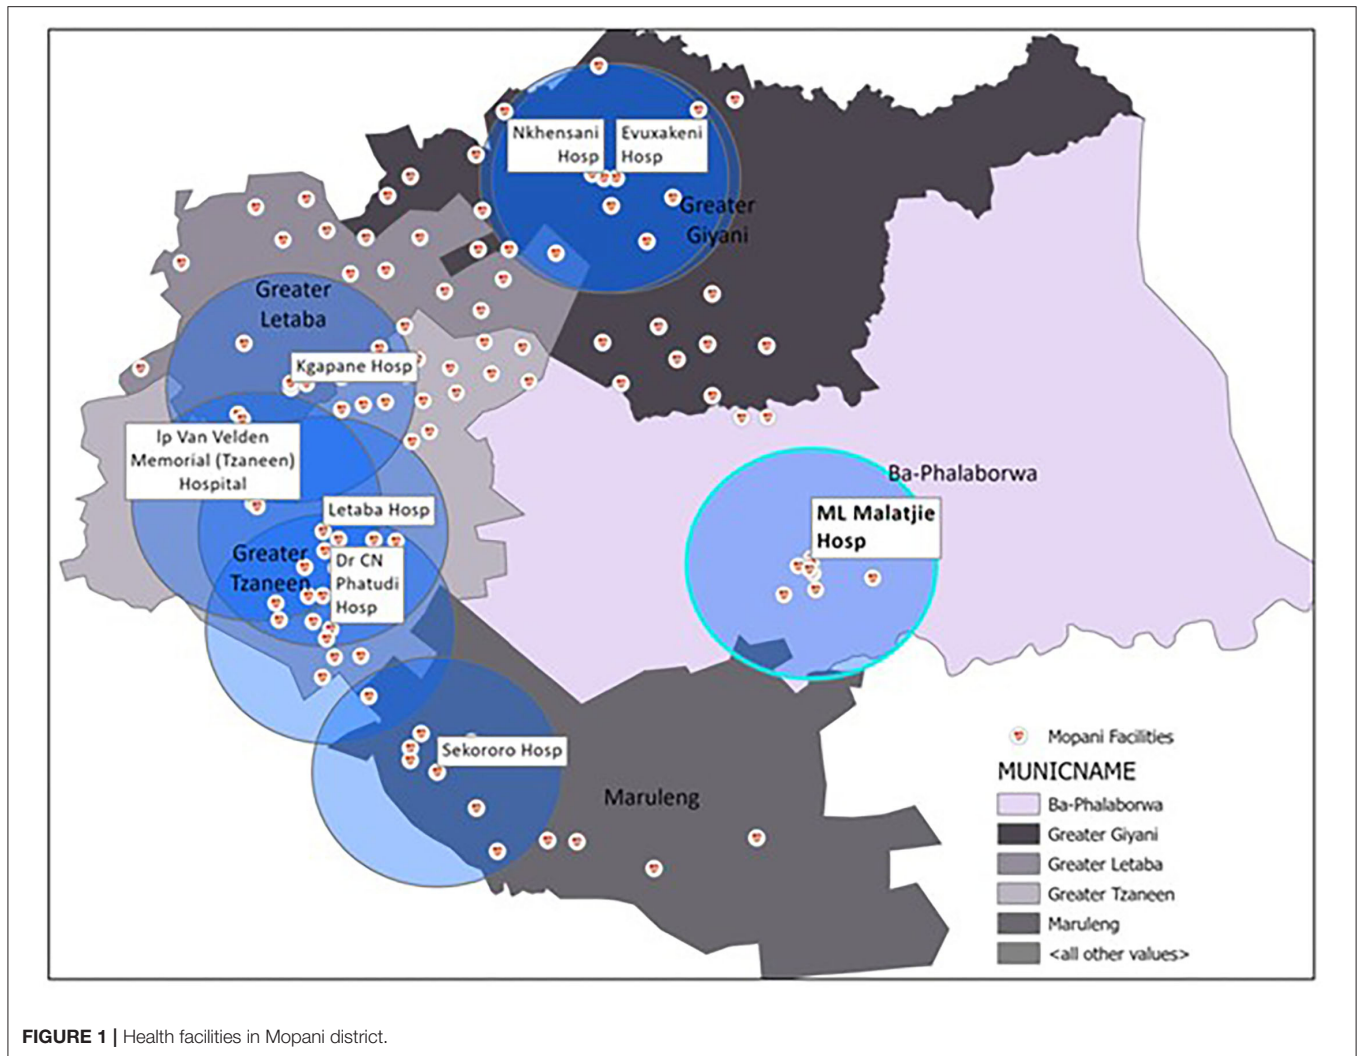 Nkhensani
Hosp
Evuxakeni
Hosp
Greater
Giyani
Greater
Letaba
Kgapane Hosp
Ip Van Velden
Memorial (Tzaneen)
Hospital
Ba-Phalaborwa
ML Malatjie
Hosp
Letaba Hosp
Greater
Tzaneen
Dr CN
Phatudi
Hosp
Sekororo Hosp
Maruleng
Mopani Facilities
MUNICNAME
Ba-Phalaborwa
Greater Giyani
Greater Letaba
Greater Tzaneen
Maruleng
<all other values>
FIGURE 1 | Health facilities in Mopani district.